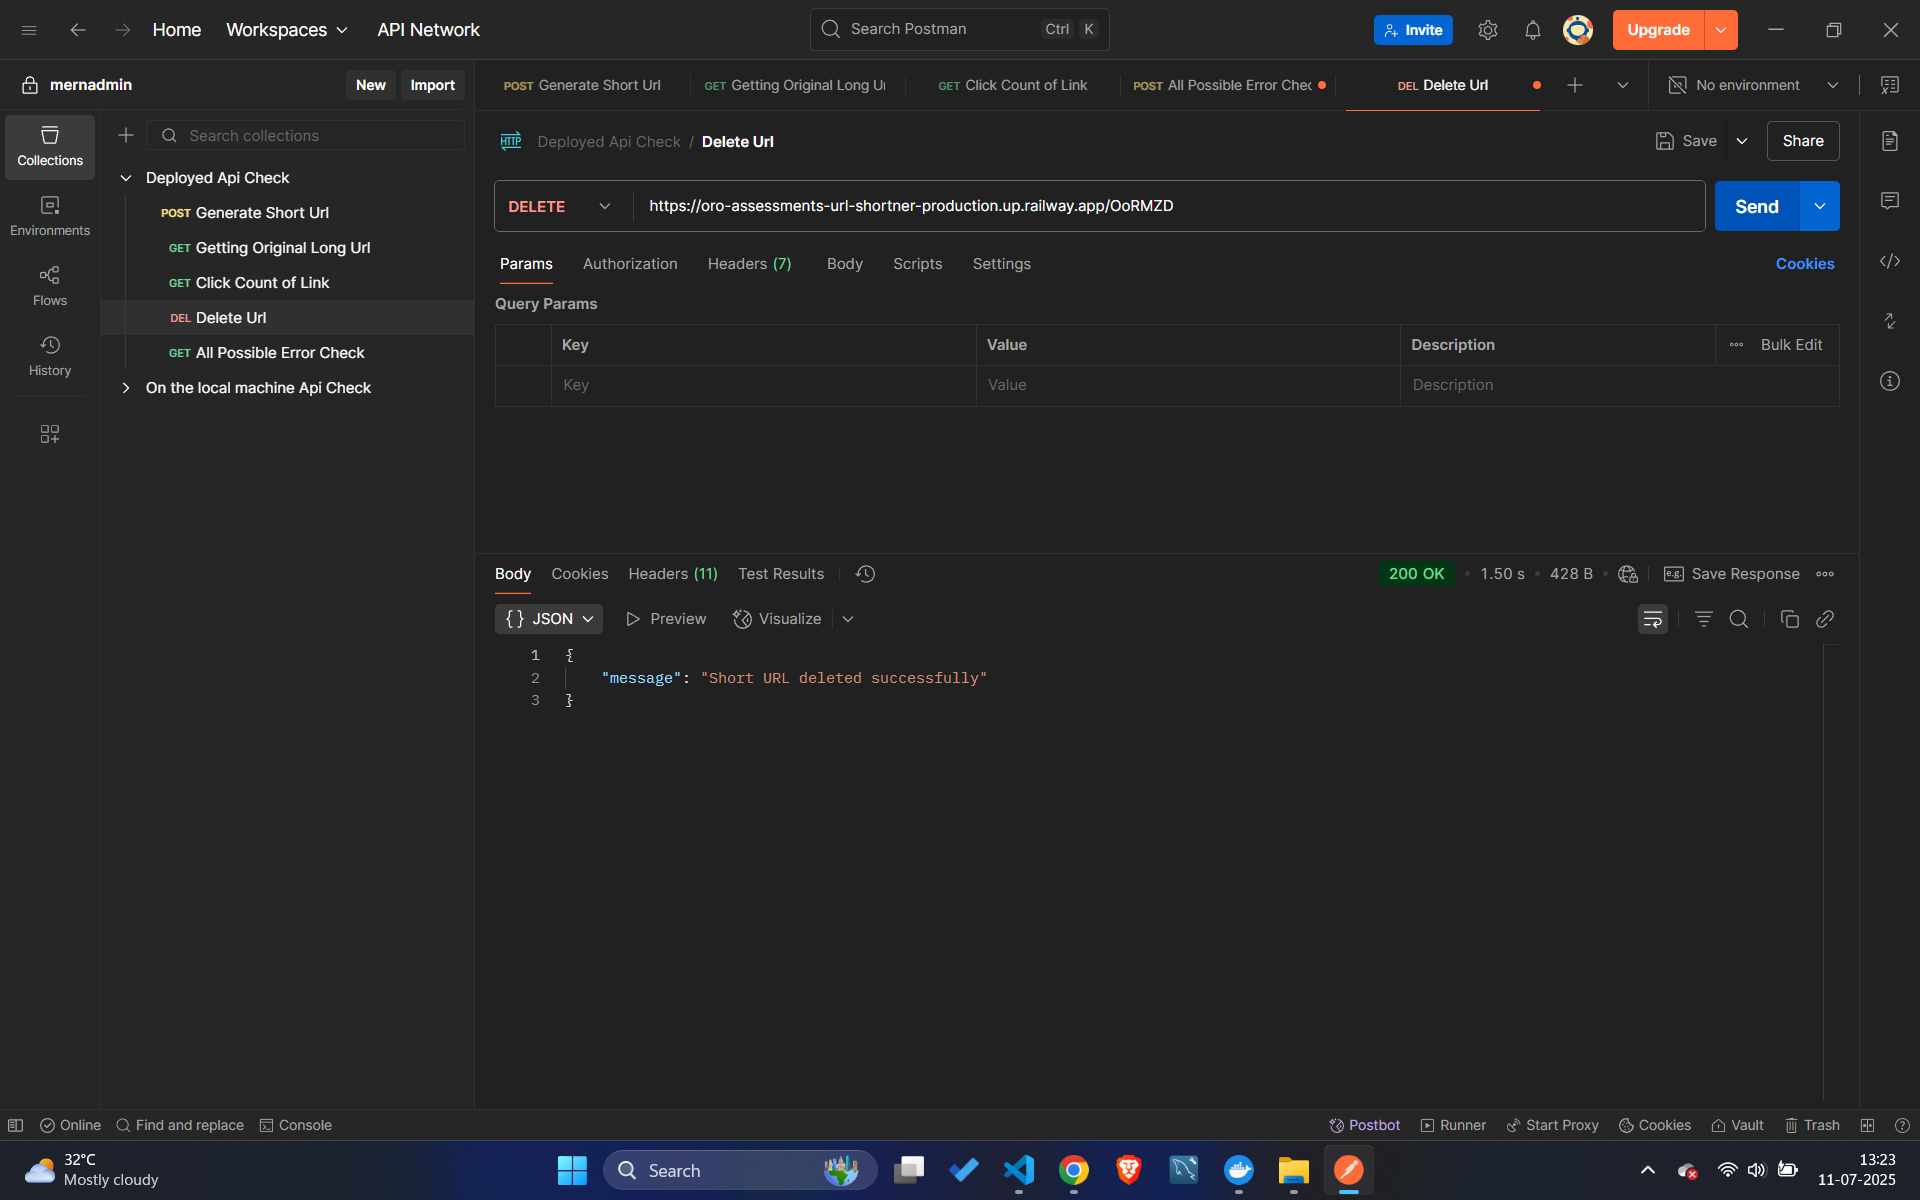 Home
Workspaces
API Network
Search Postman
Ctrl
K
Invite
Upgrade
mernadmin
New
Import
POST Generate Short Url
GET Getting Original Long Ur
GET Click Count of Link
POST All Possible Error Chec
DEL Delete Url
No environment
Collections
Environments
Flows
History
Search collections
Deployed Api Check
POST Generate Short Url
GET Getting Original Long Url
GET Click Count of Link
DEL Delete Url
GET All Possible Error Check
On the local machine Api Check
HTTP
Deployed Api Check / Delete Url
Save
Share
DELETE
https://oro-assessments-url-shortner-production.up.railway.app/OoRMZD
Send
Params
Authorization
Headers (7)
Body
Scripts
Settings
Cookies
Query Params
Key
Value
Description
Bulk Edit
Key
Value
Description
Body
Cookies
Headers (11)
Test Results
200 OK
1.50 s
428 B
e.g.
Save Response
{} JSON
Preview
Visualize
1 {
2 "message": "Short URL deleted successfully"
3 }
Online
Find and replace
Console
Postbot
Runner
Start Proxy
Cookies
Vault
Trash
32°C
Mostly cloudy
Search
13:23
11-07-2025